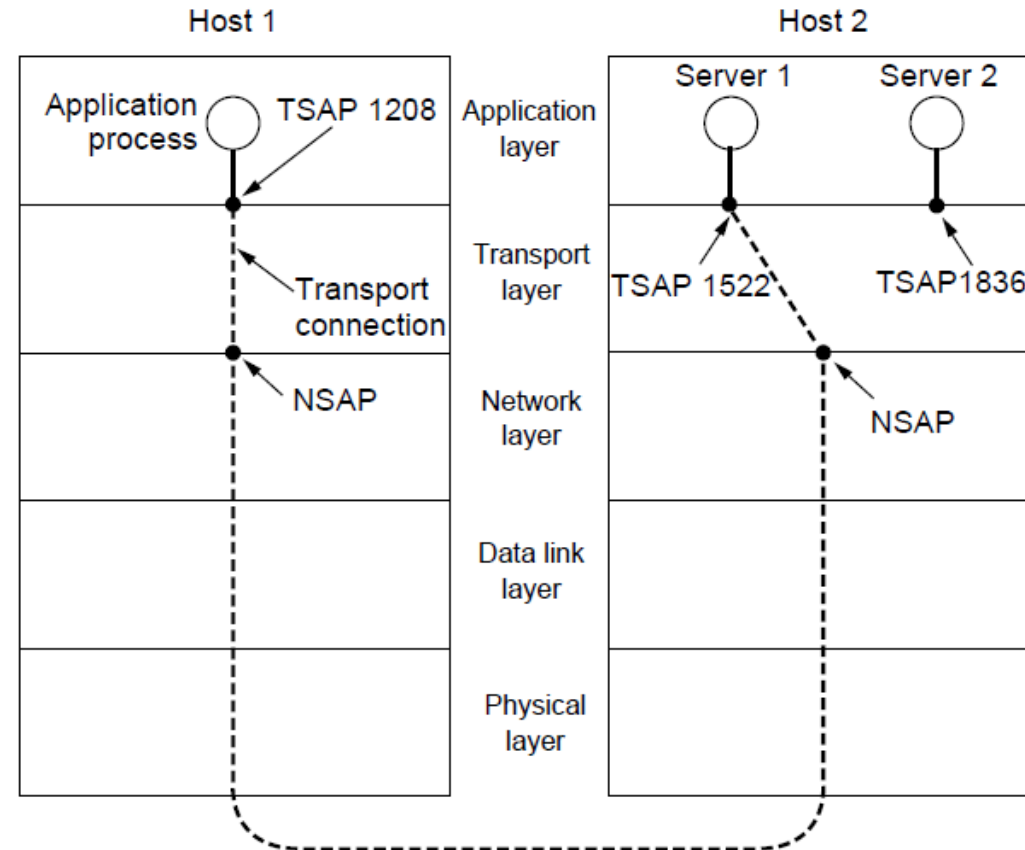 Host 1
Host 2
Application
process
TSAP 1208
Application
layer
Server 1
Server 2
Transport
layer
Transport
connection
TSAP 1522
TSAP1836
NSAP
Network
layer
NSAP
Data link
layer
Physical
layer